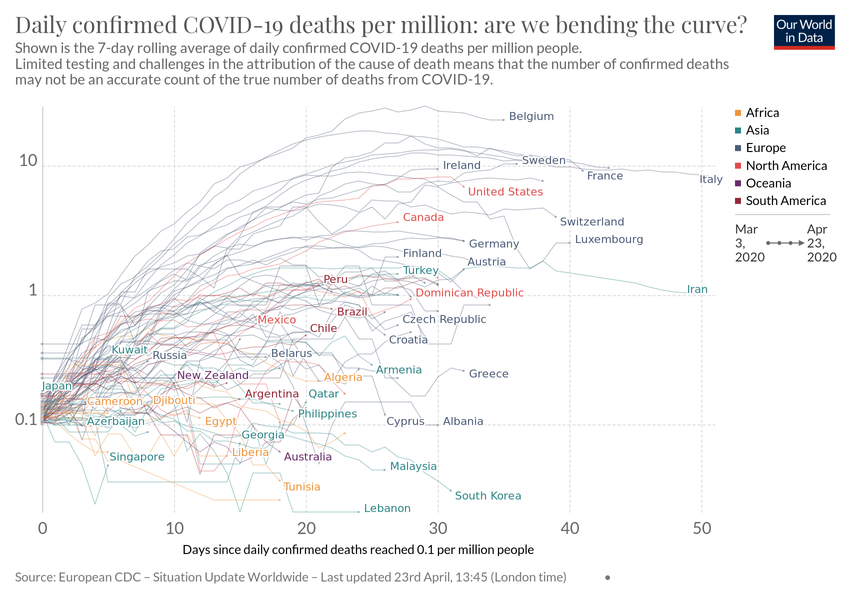 Daily confirmed COVID-19 deaths per million: are we bending the curve?
Our World
in Data
Shown is the 7-day rolling average of daily confirmed COVID-19 deaths per million people.
Limited testing and challenges in the attribution of the cause of death means that the number of confirmed deaths
may not be an accurate count of the true number of deaths from COVID-19.
Belgium
Africa
Asia
Europe
North America
Oceania
South America
Mar
3,
2020
Apr
23,
2020
10
Ireland
Sweden
France
Italy
United States
Canada
Switzerland
Germany
Luxembourg
Finland
Austria
Turkey
Peru
1
Dominican Republic
Iran
Brazil
Mexico
Czech Republic
Chile
Croatia
Kuwait
Russia
Belarus
Armenia
Greece
New Zealand
Algeria
Japan
Argentina
Qatar
Cameroon
Djibouti
Philippines
0.1
Azerbaijan
Egypt
Cyprus
Albania
Georgia
Singapore
Liberia
Australia
Malaysia
Tunisia
South Korea
Lebanon
0
10
20
30
40
50
Days since daily confirmed deaths reached 0.1 per million people
Source: European CDC – Situation Update Worldwide – Last updated 23rd April, 13:45 (London time)